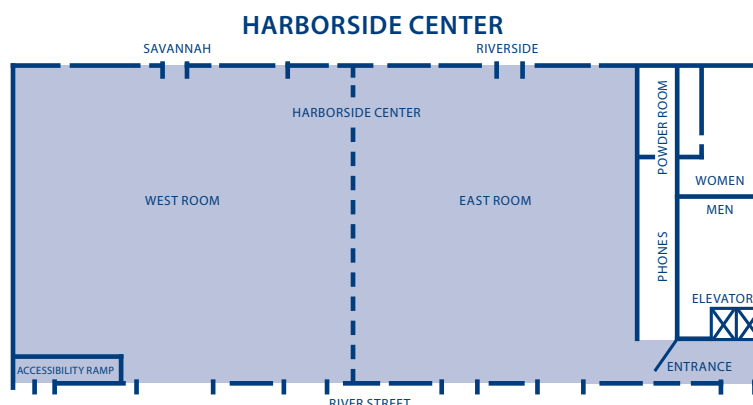 HARBORSIDE CENTER
SAVANNAH
RIVERSIDE
HARBORSIDE CENTER
WEST ROOM
EAST ROOM
POWDER ROOM
WOMEN
MEN
PHONES
ELEVATOR
ENTRANCE
ACCESSIBILITY RAMP
RIVER STREET